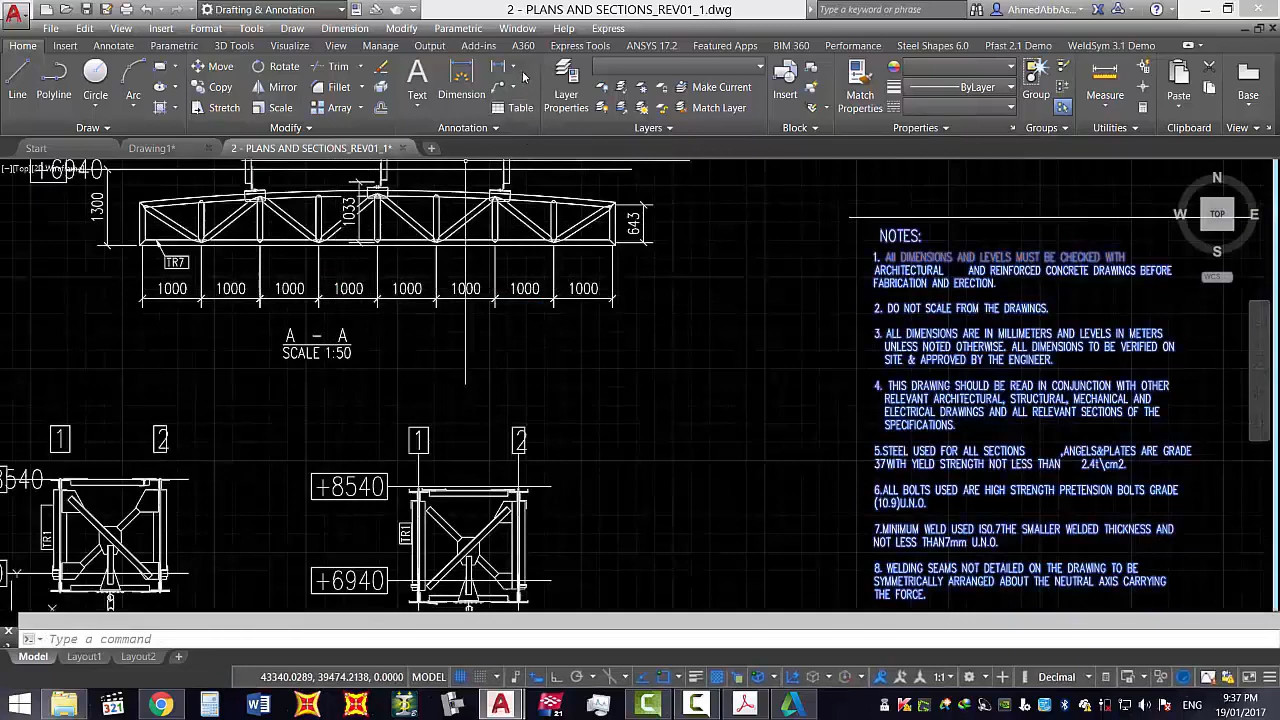 Drafting & Annotation
2 - PLANS AND SECTIONS_REV01_1.dwg
Type a keyword or phrase
AhmedAbbAs...
File Edit View Insert Format Tools Draw Dimension Modify Parametric Window Help Express
Home Insert Annotate Parametric 3D Tools Visualize View Manage Output Add-ins A360 Express Tools ANSYS 17.2 Featured Apps BIM 360 Performance Steel Shapes 6.0 Ptast 2.1 Demo WeldSym 3.1 Demo
Line Polyline Circle Arc
Move Rotate Trim
Copy Mirror Fillet
Stretch Scale Array
Text Dimension Table
Layer Properties
Make Current
Match Layer
Insert
Match Properties
ByLayer
Group Measure Paste Base
Draw Modify Annotation Layers Block Properties Groups Utilities Clipboard View
Start Drawing1* 2 - PLANS AND SECTIONS_REV01_1*
[−][Top][2D Wireframe]
+6940
1300
1033
643
TR7
1000 1000 1000 1000 1000 1000 1000 1000
A − A
SCALE 1:50
1 2
8540
TR1
1 2
+8540
TR1
+6940
N
W TOP E
S
WCS
NOTES:
1. All DIMENSIONS AND LEVELS MUST BE CHECKED WITH
ARCHITECTURAL AND REINFORCED CONCRETE DRAWINGS BEFORE
FABRICATION AND ERECTION.
2. DO NOT SCALE FROM THE DRAWINGS.
3. ALL DIMENSIONS ARE IN MILLIMETERS AND LEVELS IN METERS
UNLESS NOTED OTHERWISE. ALL DIMENSIONS TO BE VERIFIED ON
SITE & APPROVED BY THE ENGINEER.
4. THIS DRAWING SHOULD BE READ IN CONJUNCTION WITH OTHER
RELEVANT ARCHITECTURAL, STRUCTURAL, MECHANICAL AND
ELECTRICAL DRAWINGS AND ALL RELEVANT SECTIONS OF THE
SPECIFICATIONS.
5.STEEL USED FOR ALL SECTIONS ,ANGELS&PLATES ARE GRADE
37WITH YIELD STRENGTH NOT LESS THAN 2.4t\cm2.
6.ALL BOLTS USED ARE HIGH STRENGTH PRETENSION BOLTS GRADE
(10.9)U.N.O.
7.MINIMUM WELD USED IS0.7THE SMALLER WELDED THICKNESS AND
NOT LESS THAN7mm U.N.O.
8. WELDING SEAMS NOT DETAILED ON THE DRAWING TO BE
SYMMETRICALLY ARRANGED ABOUT THE NEUTRAL AXIS CARRYING
THE FORCE.
Y
X
Type a command
Model Layout1 Layout2
43340.0289, 39474.2138, 0.0000 MODEL
1:1
Decimal
321
21
ENG
9:37 PM
19/01/2017